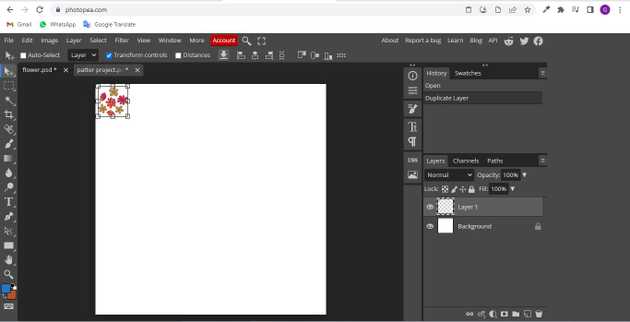 photopea.com
Gmail WhatsApp Google Translate
File Edit Image Layer Select Filter View Window More Account About Report a bug Learn Blog API
Auto-Select Layer Transform controls Distances
flower.psd * patter project.p *
History Swatches
Open
Duplicate Layer
CSS
Layers Channels Paths
Normal Opacity: 100%
Lock: Fill: 100%
Layer 1
Background